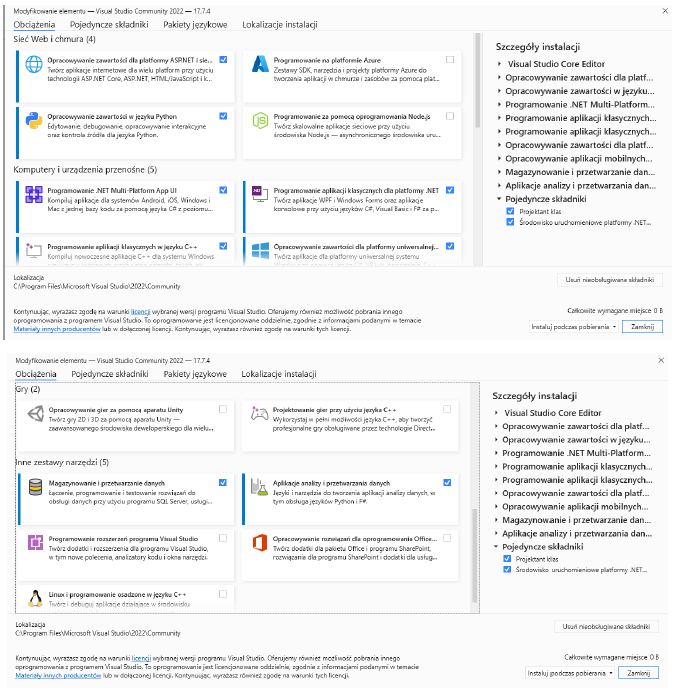 Modyfikowanie elementu — Visual Studio Community 2022 — 17.7.4
Obciążenia Pojedyncze składniki Pakiety językowe Lokalizacje instalacji
Sieć Web i chmura (4)
Opracowywanie zawartości dla platformy ASP.NET i sie...
Twórz aplikacje internetowe dla wielu platform przy użyciu
technologii ASP.NET Core, ASP.NET, HTML/JavaScript i k...
Programowanie na platformie Azure
Zestawy SDK, narzędzia i projekty platformy Azure do
tworzenia aplikacji w chmurze i zasobów za pomocą plat...
Opracowywanie zawartości w języku Python
Edytowanie, debugowanie, opracowywanie interakcyjne
oraz kontrola źródła dla języka Python.
Programowanie za pomocą oprogramowania Node.js
Twórz skalowalne aplikacje sieciowe przy użyciu
środowiska Node.js — asynchronicznego środowiska uru...
Komputery i urządzenia przenośne (5)
Programowanie .NET Multi-Platform App UI
Kompiluj aplikacje dla systemów Android, iOS, Windows i
Mac z jednej bazy kodu za pomocą języka C# z poziomu...
Programowanie aplikacji klasycznych dla platformy .NET
Twórz aplikacje WPF i Windows Forms oraz aplikacje
konsolowe przy użyciu języków C#, Visual Basic i F# za p...
Programowanie aplikacji klasycznych w języku C++
Kompiluj nowoczesne aplikacje C++ dla systemu Windows
Opracowywanie zawartości dla platformy uniwersalnej...
Twórz aplikacje dla platformy uniwersalnej systemu
Szczegóły instalacji
Visual Studio Core Editor
Opracowywanie zawartości dla platf...
Opracowywanie zawartości w języku...
Programowanie .NET Multi-Platform...
Programowanie aplikacji klasycznych...
Programowanie aplikacji klasycznych...
Opracowywanie zawartości dla platf...
Opracowywanie aplikacji mobilnych...
Magazynowanie i przetwarzanie dan...
Aplikacje analizy i przetwarzania dan...
Pojedyncze składniki
Projektant klas
Środowisko uruchomieniowe platformy .NET...
Lokalizacja
C:\Program Files\Microsoft Visual Studio\2022\Community
Usuń nieobsługiwane składniki
Kontynuując, wyrażasz zgodę na warunki licencji wybranej wersji programu Visual Studio. Oferujemy również możliwość pobrania innego
oprogramowania z programem Visual Studio. To oprogramowanie jest licencjonowane oddzielnie, zgodnie z informacjami podanymi w temacie
Materiały innych producentów lub w dołączonej licencji. Kontynuując, wyrażasz również zgodę na warunki tych licencji.
Całkowite wymagane miejsce 0 B
Instaluj podczas pobierania Zamknij
Modyfikowanie elementu — Visual Studio Community 2022 — 17.7.4
Obciążenia Pojedyncze składniki Pakiety językowe Lokalizacje instalacji
Gry (2)
Opracowywanie gier za pomocą aparatu Unity
Twórz gry 2D i 3D za pomocą aparatu Unity —
zaawansowanego środowiska deweloperskiego dla wielu...
Projektowanie gier przy użyciu języka C++
Wykorzystaj w pełni możliwości języka C++, aby tworzyć
profesjonalne gry obsługiwane przez technologie Direct...
Inne zestawy narzędzi (5)
Magazynowanie i przetwarzanie danych
Łączenie, programowanie i testowanie rozwiązań do
obsługi danych przy użyciu programu SQL Server, usługi...
Aplikacje analizy i przetwarzania danych
Języki i narzędzia do tworzenia aplikacji analizy danych, w
tym obsługa języków Python i F#.
Programowanie rozszerzeń programu Visual Studio
Twórz dodatki i rozszerzenia dla programu Visual Studio,
w tym nowe polecenia, analizatory kodu i okna narzędzi.
Opracowywanie rozwiązań dla oprogramowania Office...
Twórz dodatki dla pakietu Office i programu SharePoint,
rozwiązania dla programu SharePoint i dodatki dla usług...
Linux i programowanie osadzone w języku C++
Twórz i debuguj aplikacje działające w środowisku
Szczegóły instalacji
Visual Studio Core Editor
Opracowywanie zawartości dla platf...
Opracowywanie zawartości w języku...
Programowanie .NET Multi-Platform...
Programowanie aplikacji klasycznych...
Programowanie aplikacji klasycznych...
Opracowywanie zawartości dla platf...
Opracowywanie aplikacji mobilnych...
Magazynowanie i przetwarzanie dan...
Aplikacje analizy i przetwarzania dan...
Pojedyncze składniki
Projektant klas
Środowisko uruchomieniowe platformy .NET...
Lokalizacja
C:\Program Files\Microsoft Visual Studio\2022\Community
Usuń nieobsługiwane składniki
Kontynuując, wyrażasz zgodę na warunki licencji wybranej wersji programu Visual Studio. Oferujemy również możliwość pobrania innego
oprogramowania z programem Visual Studio. To oprogramowanie jest licencjonowane oddzielnie, zgodnie z informacjami podanymi w temacie
Materiały innych producentów lub w dołączonej licencji. Kontynuując, wyrażasz również zgodę na warunki tych licencji.
Całkowite wymagane miejsce 0 B
Instaluj podczas pobierania Zamknij